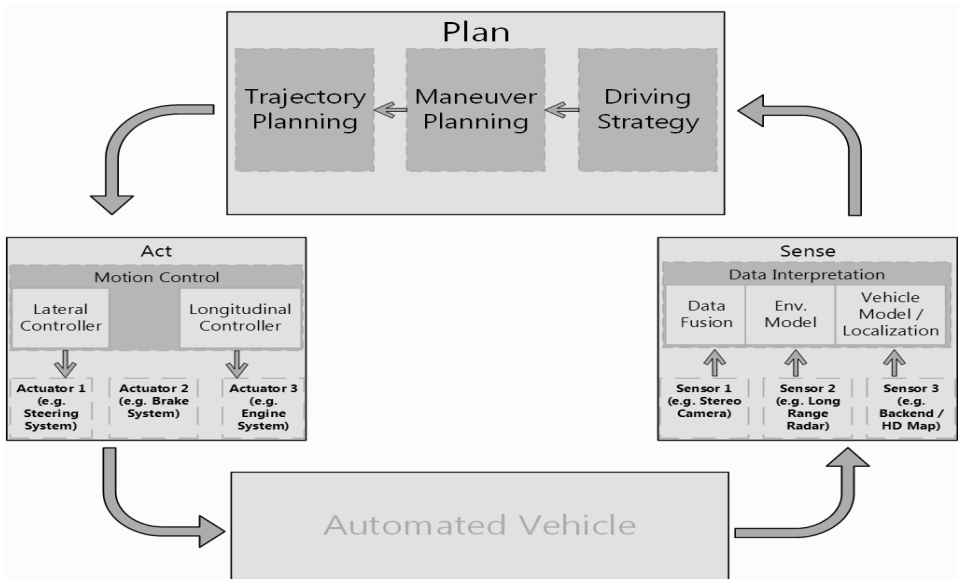 Plan
Trajectory
Planning
Maneuver
Planning
Driving
Strategy
Act
Motion Control
Lateral
Controller
Longitudinal
Controller
Actuator 1
(e.g.
Steering
System)
Actuator 2
(e.g. Brake
System)
Actuator 3
(e.g.
Engine
System)
Sense
Data Interpretation
Data
Fusion
Env.
Model
Vehicle
Model /
Localization
Sensor 1
(e.g. Stereo
Camera)
Sensor 2
(e.g. Long
Range
Radar)
Sensor 3
(e.g.
Backend /
HD Map)
Automated Vehicle